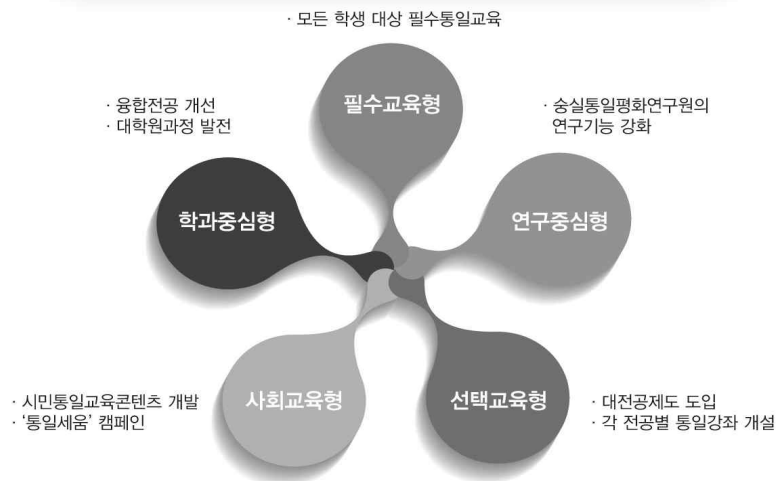 · 모든 학생 대상 필수통일교육
필수교육형
· 융합전공 개선
· 대학원과정 발전
학과중심형
· 숭실통일평화연구원의
연구기능 강화
연구중심형
· 시민통일교육콘텐츠 개발
· ‘통일세움’ 캠페인
사회교육형
선택교육형
· 대전공제도 도입
· 각 전공별 통일강좌 개설